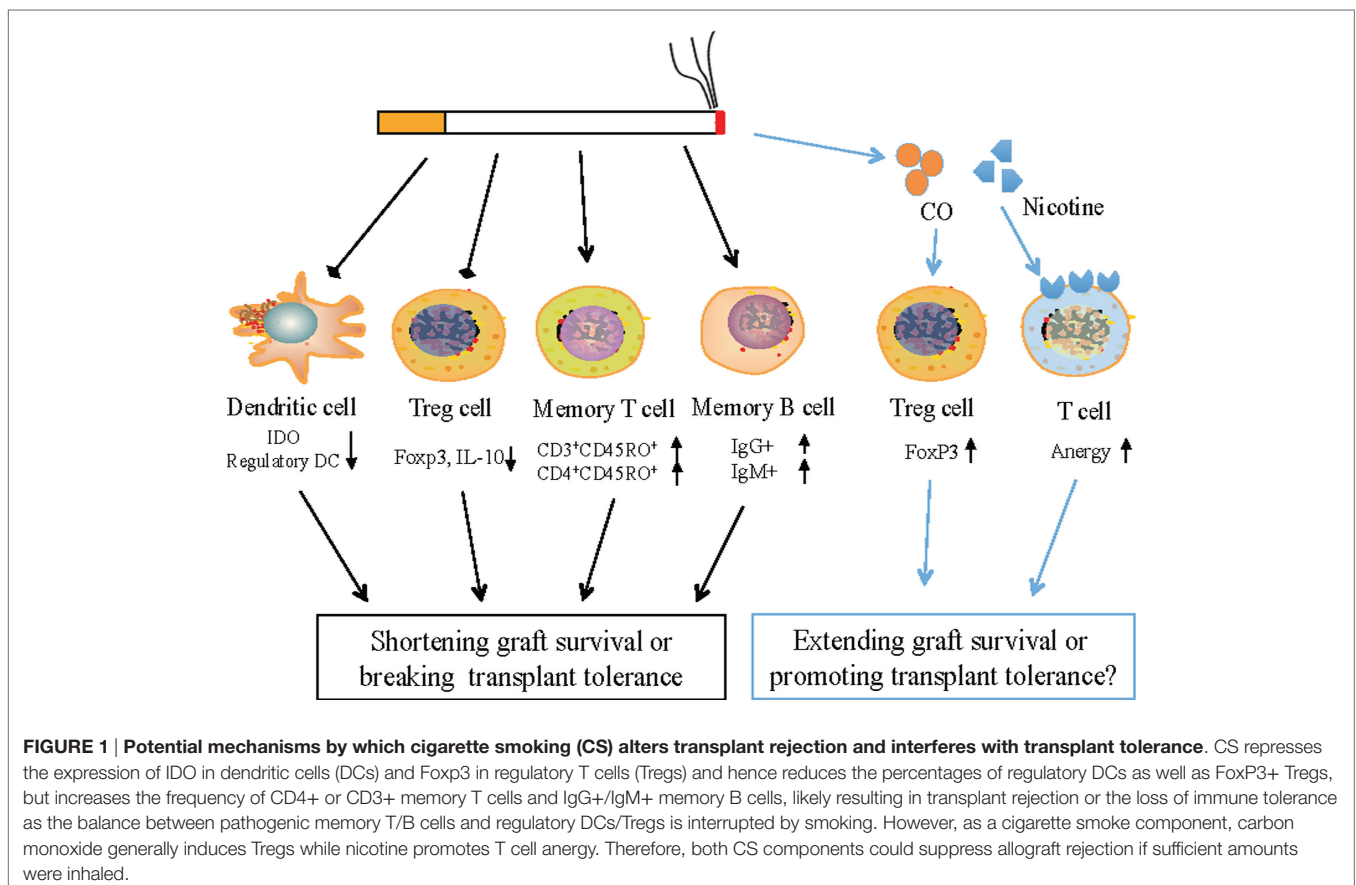 CO
Nicotine
Dendritic cell
IDO
Regulatory DC ↓
Treg cell
Foxp3, IL-10↓
Memory T cell
CD3⁺CD45RO⁺ ↑
CD4⁺CD45RO⁺ ↑
Memory B cell
IgG+ ↑
IgM+ ↑
Treg cell
FoxP3 ↑
T cell
Anergy ↑
Shortening graft survival or
breaking transplant tolerance
Extending graft survival or
promoting transplant tolerance?
FIGURE 1 | Potential mechanisms by which cigarette smoking (CS) alters transplant rejection and interferes with transplant tolerance. CS represses
the expression of IDO in dendritic cells (DCs) and Foxp3 in regulatory T cells (Tregs) and hence reduces the percentages of regulatory DCs as well as FoxP3+ Tregs,
but increases the frequency of CD4+ or CD3+ memory T cells and IgG+/IgM+ memory B cells, likely resulting in transplant rejection or the loss of immune tolerance
as the balance between pathogenic memory T/B cells and regulatory DCs/Tregs is interrupted by smoking. However, as a cigarette smoke component, carbon
monoxide generally induces Tregs while nicotine promotes T cell anergy. Therefore, both CS components could suppress allograft rejection if sufficient amounts
were inhaled.